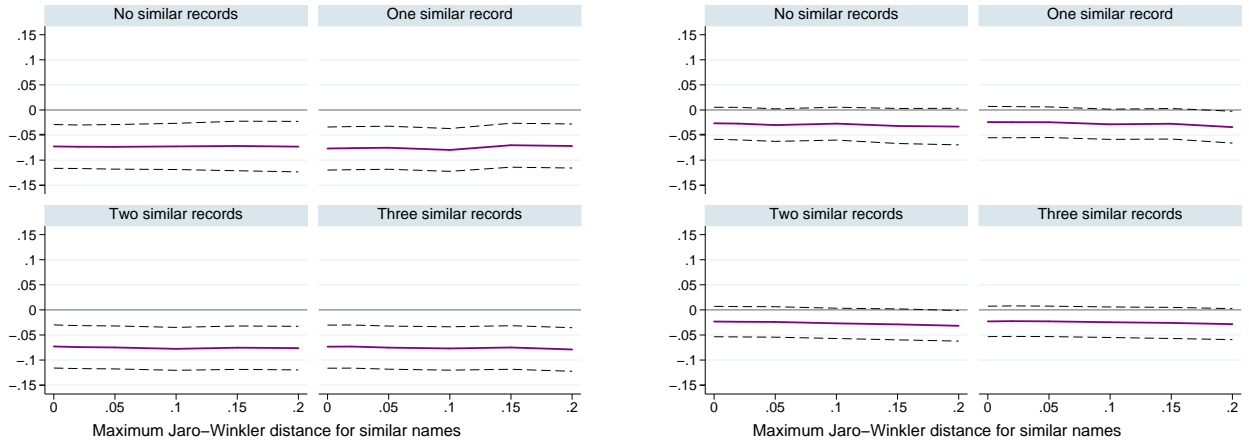 No similar records
One similar record
.15
.1
.05
0
−.05
−.1
−.15
Two similar records
Three similar records
.15
.1
.05
0
−.05
−.1
−.15
0 .05 .1 .15 .2
0 .05 .1 .15 .2
Maximum Jaro−Winkler distance for similar names
No similar records
One similar record
.15
.1
.05
0
−.05
−.1
−.15
Two similar records
Three similar records
.15
.1
.05
0
−.05
−.1
−.15
0 .05 .1 .15 .2
0 .05 .1 .15 .2
Maximum Jaro−Winkler distance for similar names